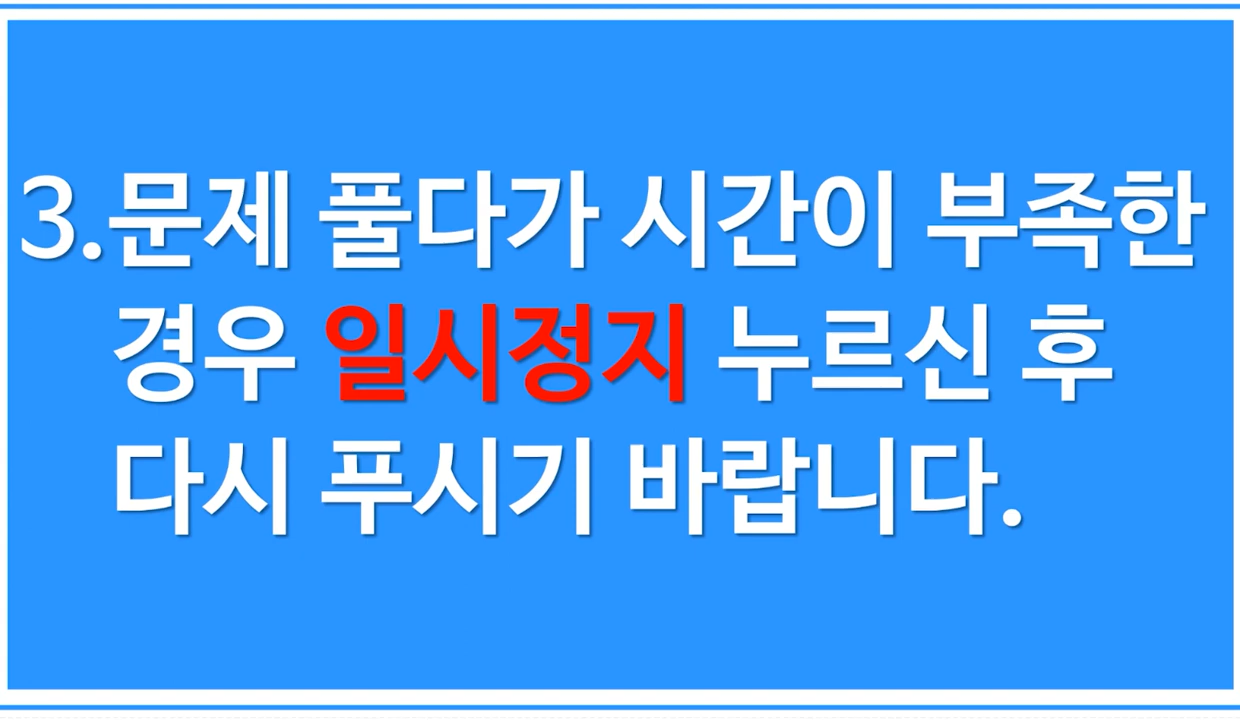 3.문제 풀다가 시간이 부족한
경우 일시정지 누르신 후
다시 푸시기 바랍니다.